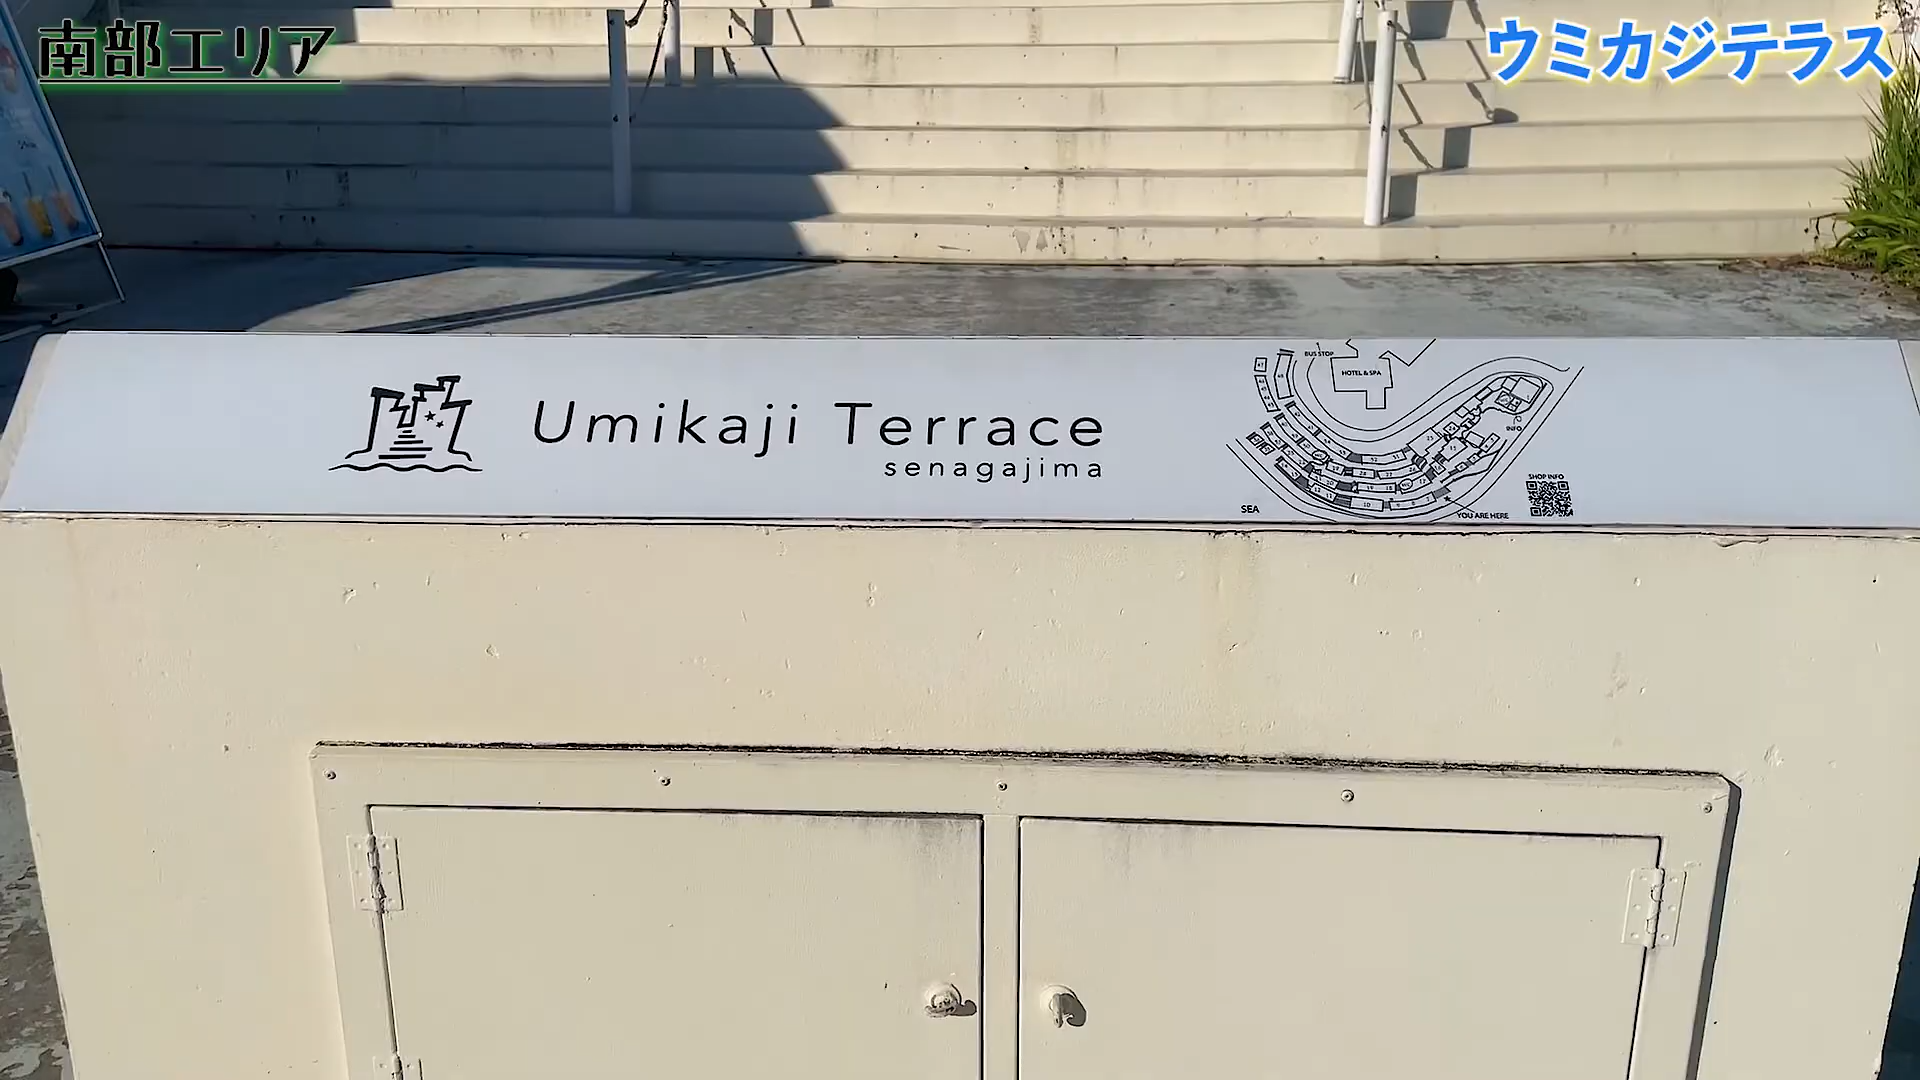 南部エリア
ウミカジテラス
Umikaji Terrace
senagajima
BUS STOP
HOTEL & SPA
INFO
SHOP INFO
SEA
YOU ARE HERE